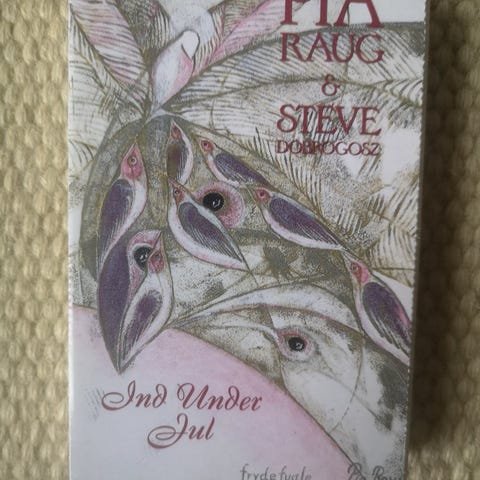 PIA
RAUG
&
STEVE
DOBROGOSZ
Ind Under
Jul
frydefugle